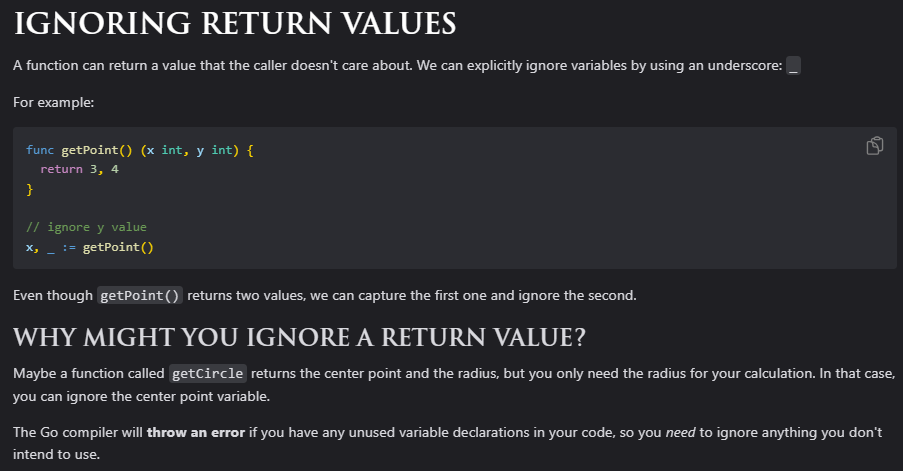 IGNORING RETURN VALUES
A function can return a value that the caller doesn't care about. We can explicitly ignore variables by using an underscore: _
For example:
func getPoint() (x int, y int) {
  return 3, 4
}
// ignore y value
x, _ := getPoint()
Even though getPoint() returns two values, we can capture the first one and ignore the second.
WHY MIGHT YOU IGNORE A RETURN VALUE?
Maybe a function called getCircle returns the center point and the radius, but you only need the radius for your calculation. In that case,
you can ignore the center point variable.
The Go compiler will throw an error if you have any unused variable declarations in your code, so you need to ignore anything you don't
intend to use.